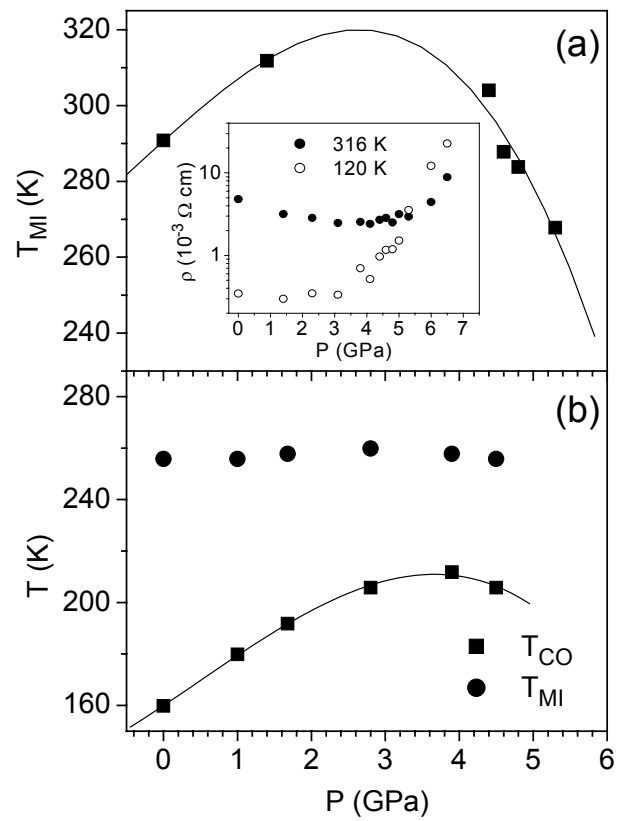 (a)
320
300
280
260
240
T_MI (K)
316 K
120 K
10
1
ρ (10⁻³ Ω cm)
0 1 2 3 4 5 6 7
P (GPa)
(b)
280
240
200
160
T (K)
T_CO
T_MI
0 1 2 3 4 5 6
P (GPa)